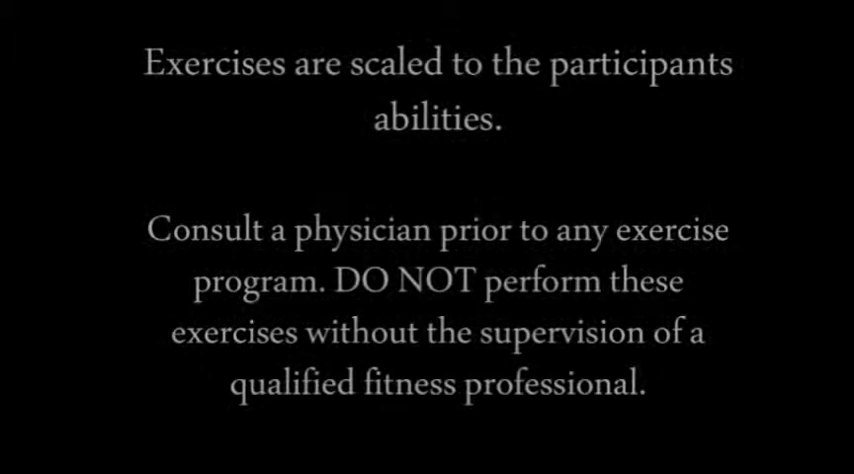 Exercises are scaled to the participants
abilities.
Consult a physician prior to any exercise
program. DO NOT perform these
exercises without the supervision of a
qualified fitness professional.